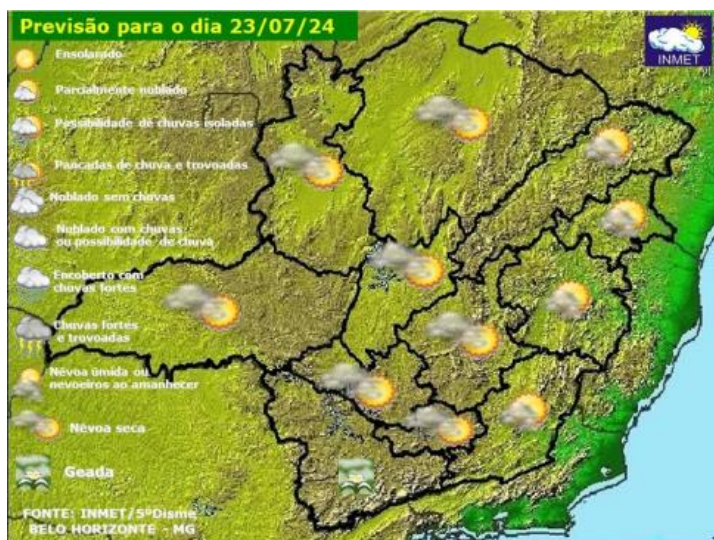 Previsão para o dia 23/07/24
INMET
Ensolarado
Parcialmente nublado
Possibilidade de chuvas isoladas
Pancadas de chuva e trovoadas
Noblado sem chuvas
Nublado com chuvas
ou possibilidade de chuva
Encoberto com
chuvas fortes
Chuvas fortes
e trovoadas
Névoa úmida ou
nevoeiros ao amanhecer
Névoa seca
Geada
FONTE: INMET/5ºDisme
BELO HORIZONTE - MG